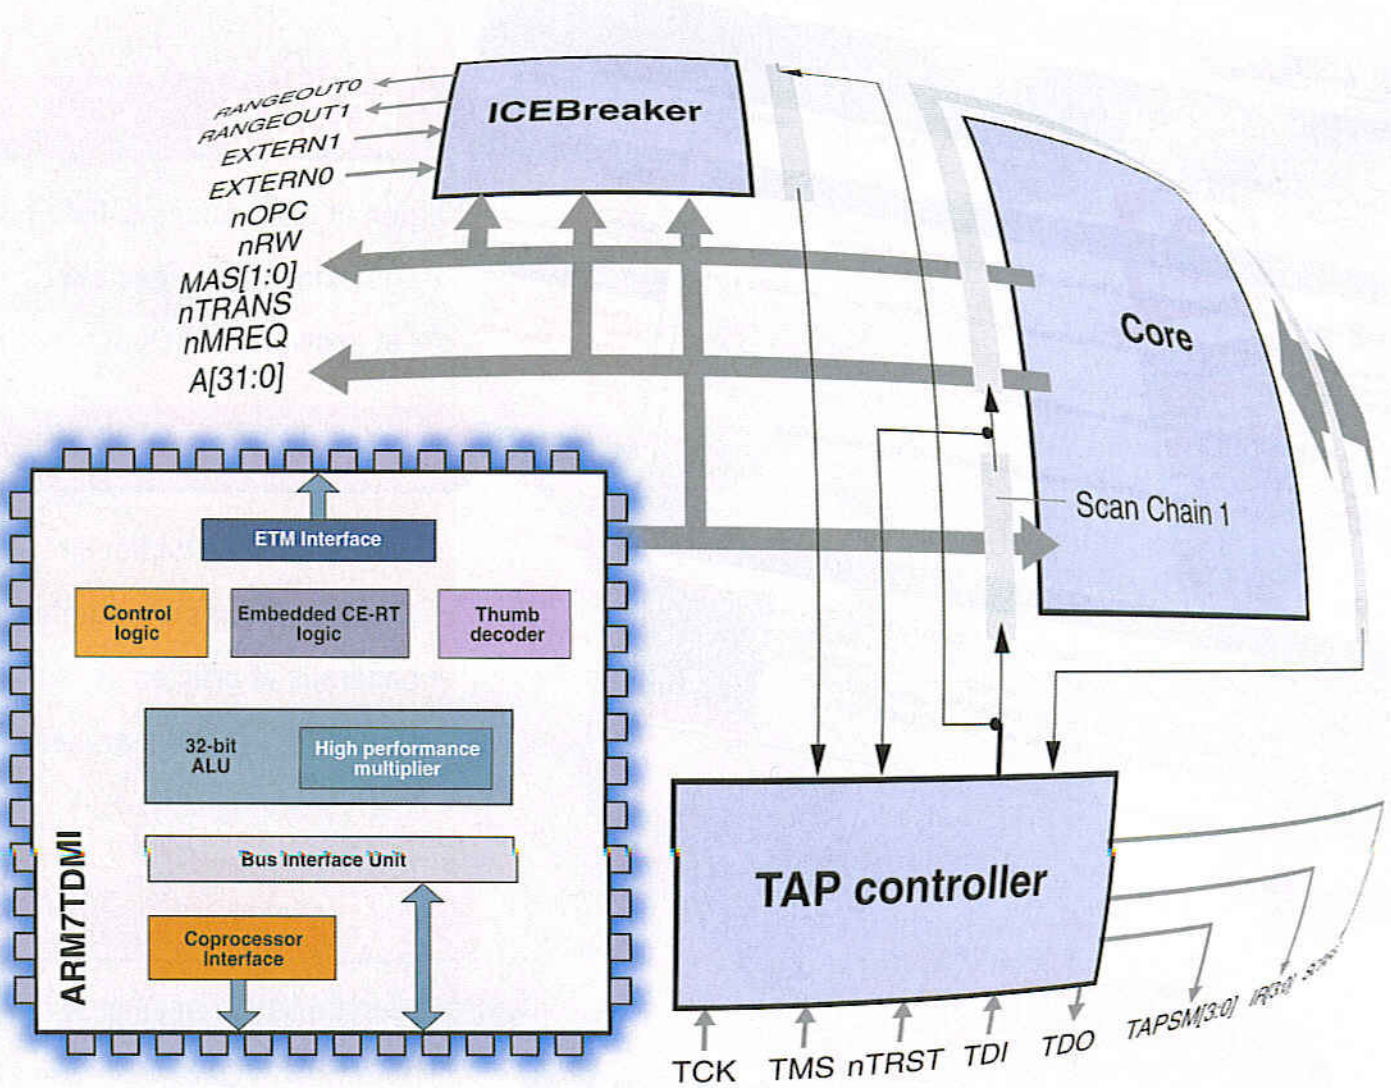 RANGEOUT0
RANGEOUT1
EXTERN1
EXTERN0
nOPC
nRW
MAS[1:0]
nTRANS
nMREQ
A[31:0]
ICEBreaker
Core
Scan Chain 1
ETM Interface
Control
logic
Embedded CE-RT
logic
Thumb
decoder
32-bit
ALU
High performance
multiplier
Bus Interface Unit
Coprocessor
Interface
ARM7TDMI
TAP controller
TCK
TMS
nTRST
TDI
TDO
TAPSM[3:0]
IR[3:0]